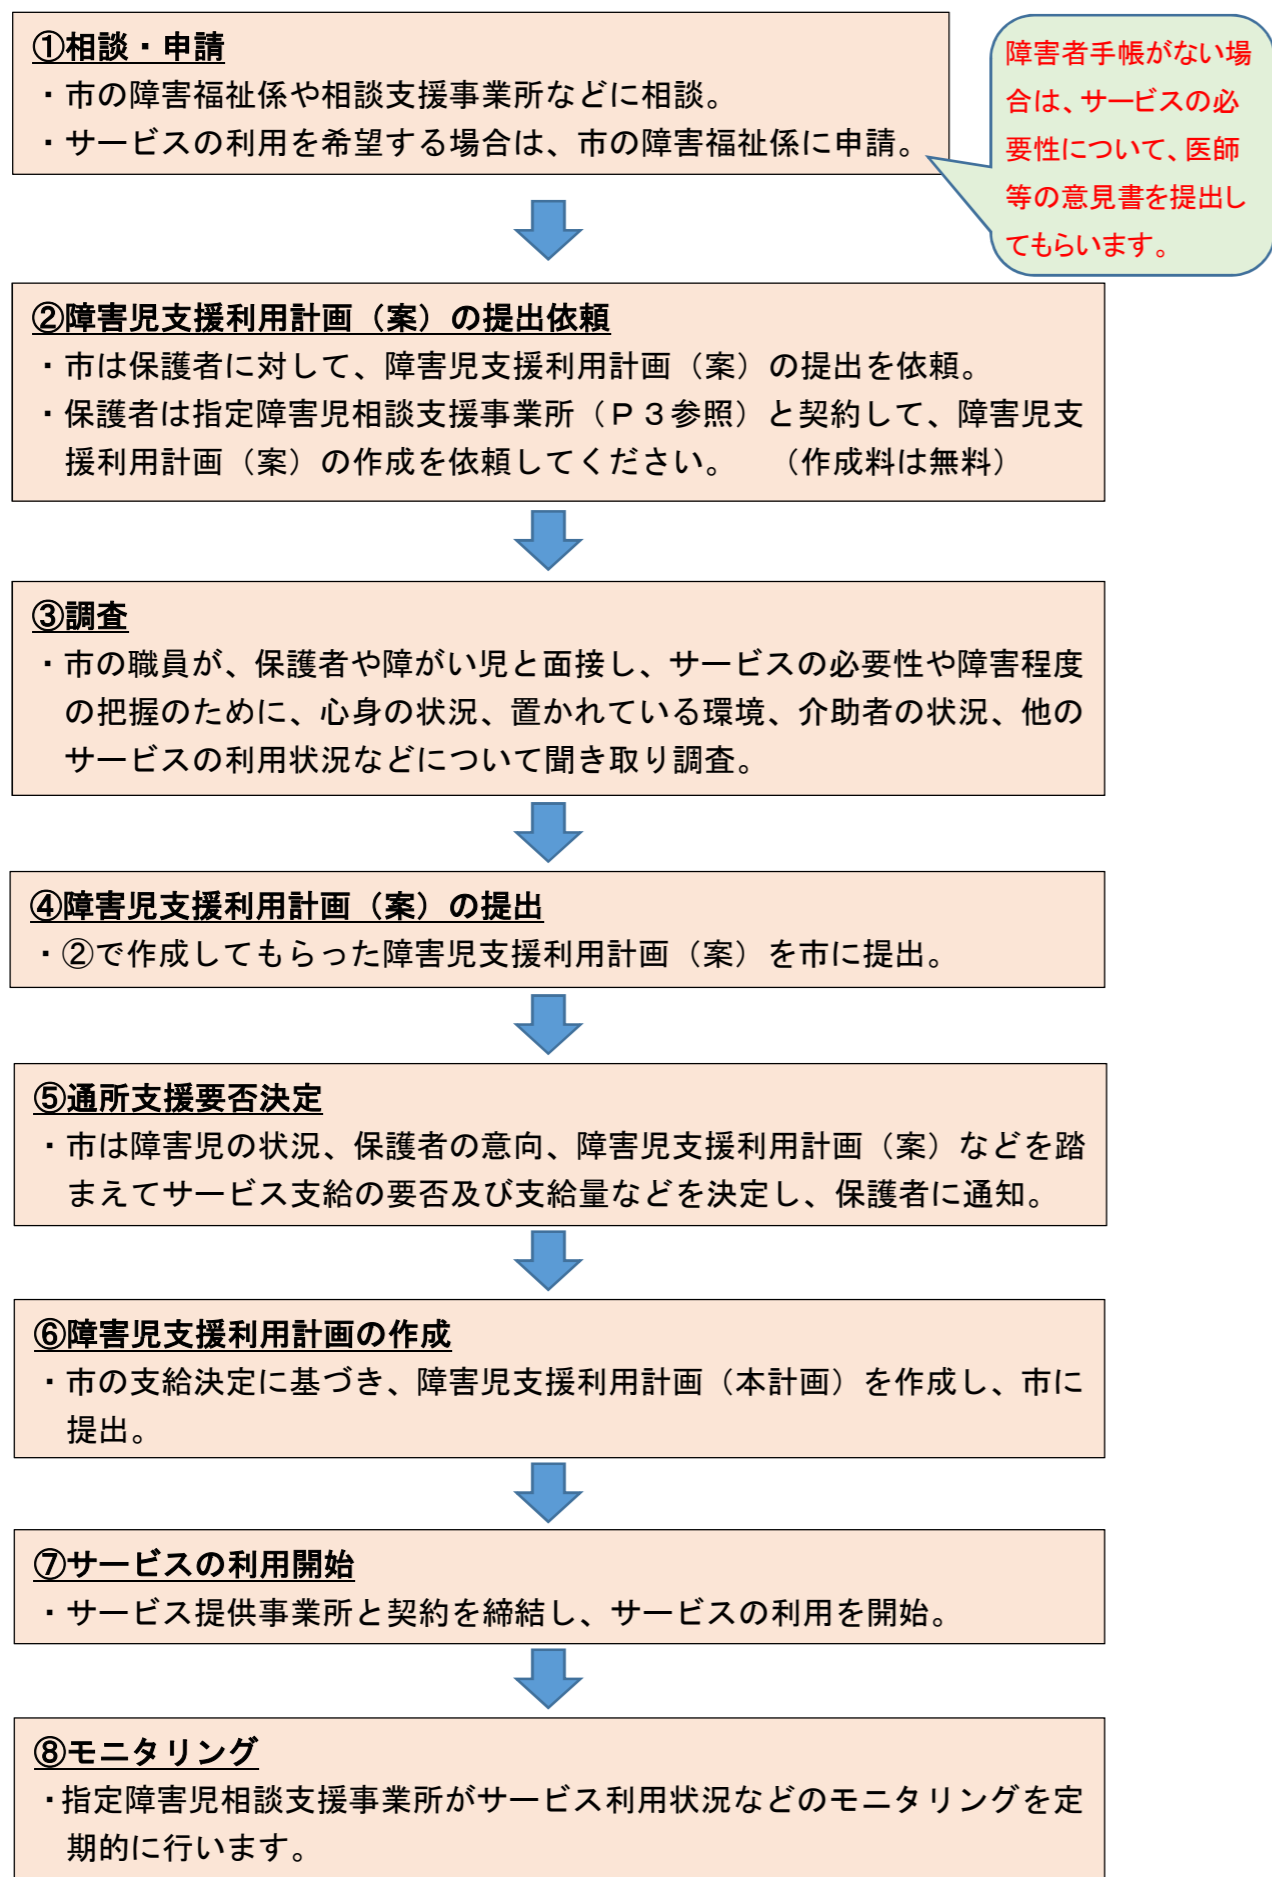 ①相談・申請
・市の障害福祉係や相談支援事業所などに相談。
・サービスの利用を希望する場合は、市の障害福祉係に申請。
障害者手帳がない場
合は、サービスの必
要性について、医師
等の意見書を提出し
てもらいます。
②障害児支援利用計画（案）の提出依頼
・市は保護者に対して、障害児支援利用計画（案）の提出を依頼。
・保護者は指定障害児相談支援事業所（Ｐ３参照）と契約して、障害児支
援利用計画（案）の作成を依頼してください。　（作成料は無料）
③調査
・市の職員が、保護者や障がい児と面接し、サービスの必要性や障害程度
の把握のために、心身の状況、置かれている環境、介助者の状況、他の
サービスの利用状況などについて聞き取り調査。
④障害児支援利用計画（案）の提出
・②で作成してもらった障害児支援利用計画（案）を市に提出。
⑤通所支援要否決定
・市は障害児の状況、保護者の意向、障害児支援利用計画（案）などを踏
まえてサービス支給の要否及び支給量などを決定し、保護者に通知。
⑥障害児支援利用計画の作成
・市の支給決定に基づき、障害児支援利用計画（本計画）を作成し、市に
提出。
⑦サービスの利用開始
・サービス提供事業所と契約を締結し、サービスの利用を開始。
⑧モニタリング
・指定障害児相談支援事業所がサービス利用状況などのモニタリングを定
期的に行います。